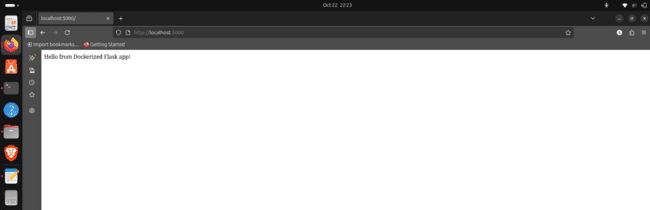 Oct 22 22:23
localhost:5000/
http://localhost:5000
Import bookmarks...
Getting Started
Hello from Dockerized Flask app!